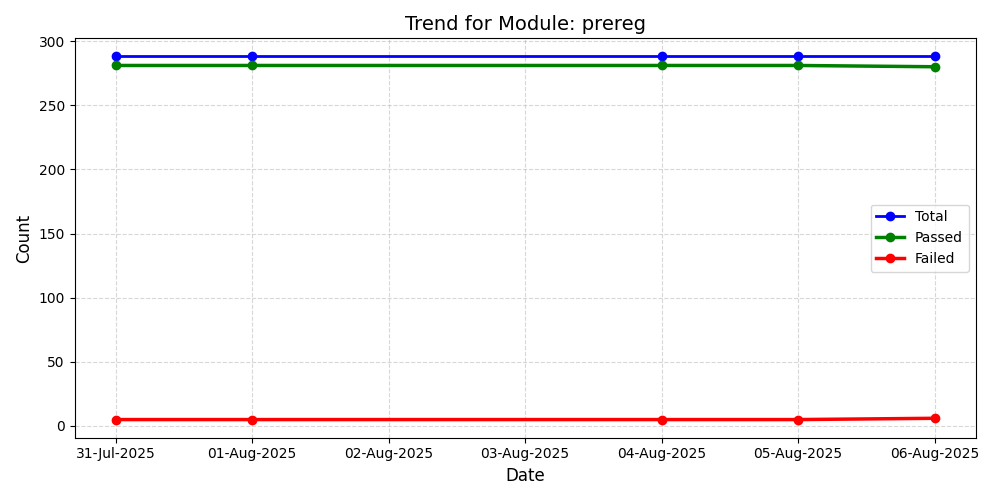 Trend for Module: prereg
300
250
200
150
100
50
0
Count
Total
Passed
Failed
31-Jul-2025
01-Aug-2025
02-Aug-2025
03-Aug-2025
04-Aug-2025
05-Aug-2025
06-Aug-2025
Date